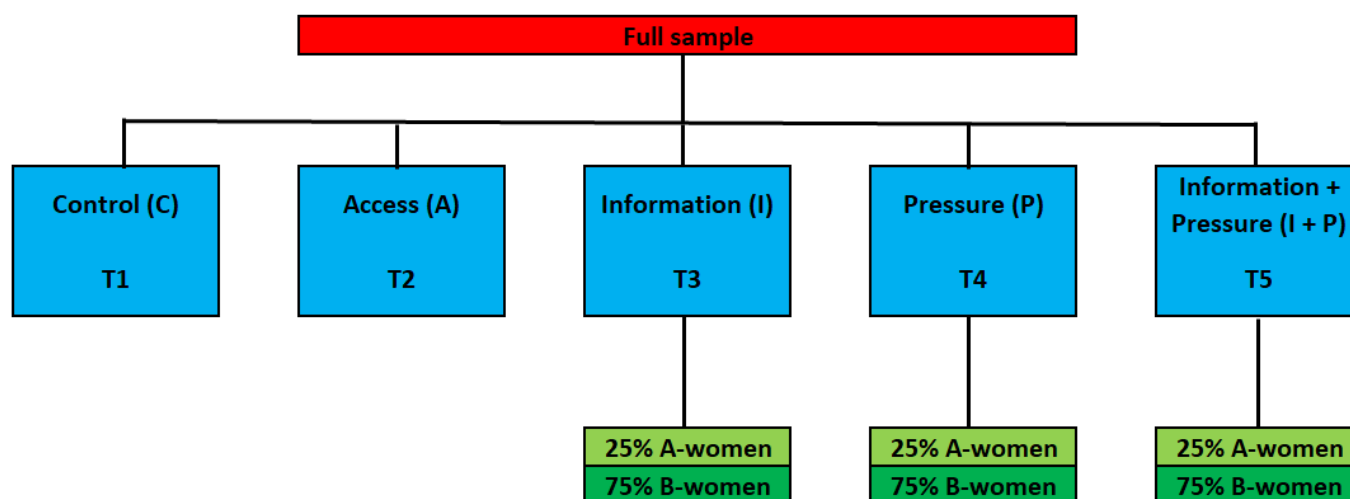 Full sample
Control (C)
T1
Access (A)
T2
Information (I)
T3
Pressure (P)
T4
Information +
Pressure (I + P)
T5
25% A-women
75% B-women
25% A-women
75% B-women
25% A-women
75% B-women